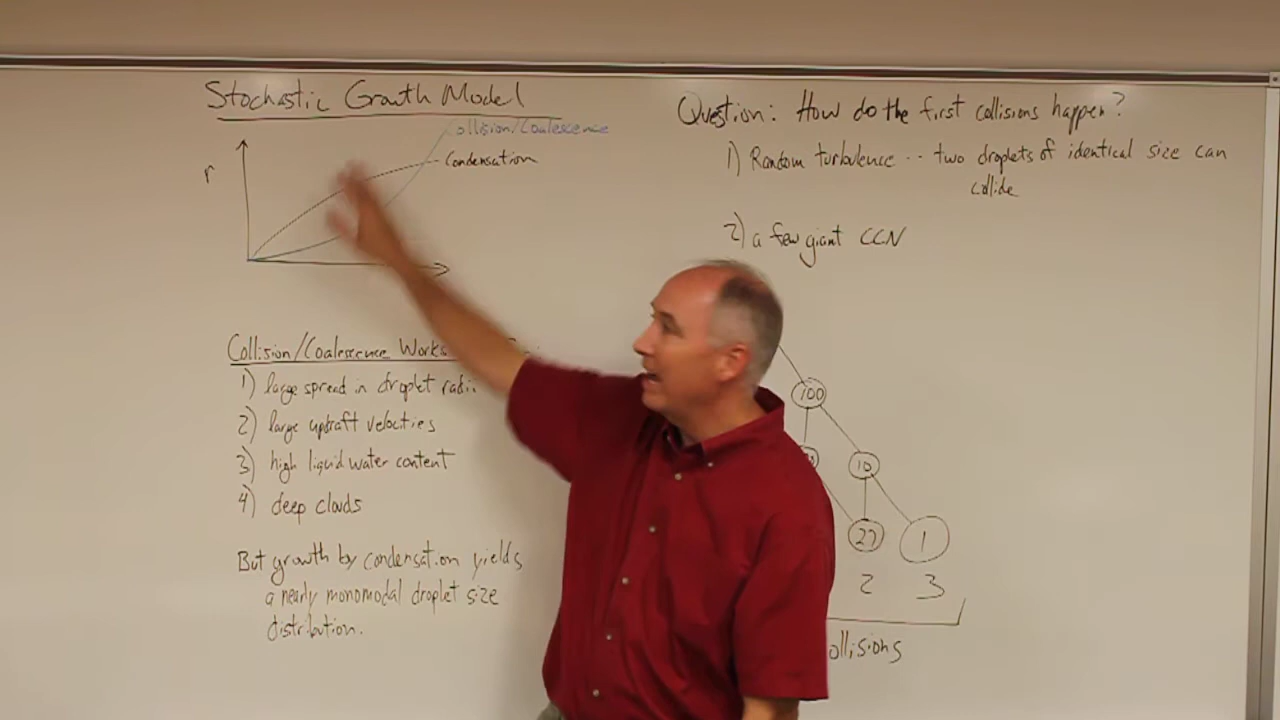 Stochastic Growth Model
Collision/Coalescence
Condensation
r
Collision/Coalescence Works
1) large spread in droplet radii
2) large updraft velocities
3) high liquid water content
4) deep clouds
But growth by condensation yields
a nearly monomodal droplet size
distribution.
Question: How do the first collisions happen?
1) Random turbulence .. two droplets of identical size can
collide
2) a few giant CCN
100
10
27
1
2 3
ollisions